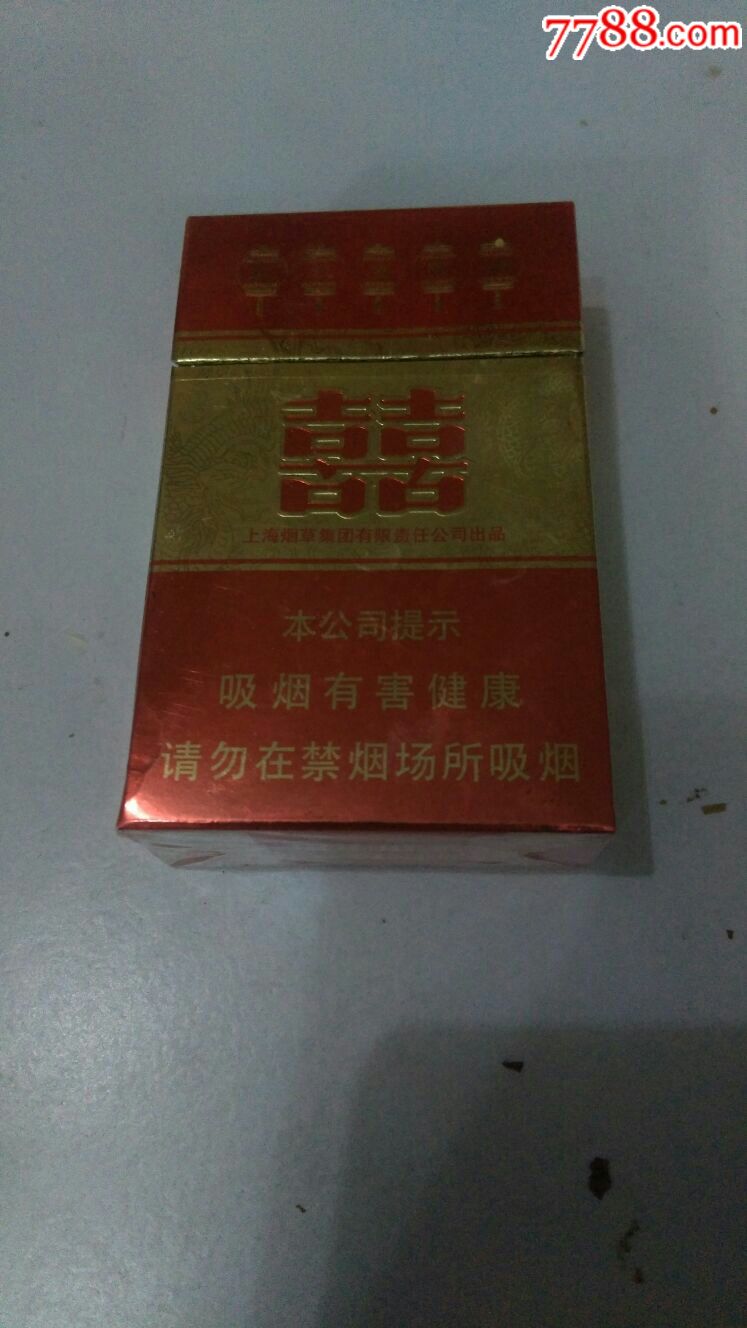 7788.com
囍
上海烟草集团有限责任公司出品
本公司提示
吸烟有害健康
请勿在禁烟场所吸烟